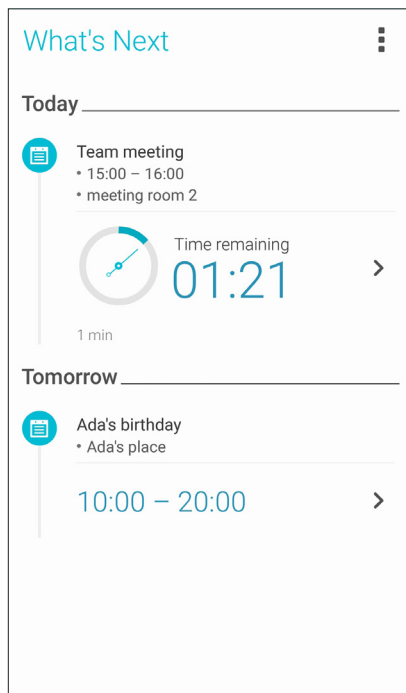 What's Next
Today
Team meeting
• 15:00 – 16:00
• meeting room 2
Time remaining
01:21
1 min
Tomorrow
Ada's birthday
• Ada's place
10:00 – 20:00